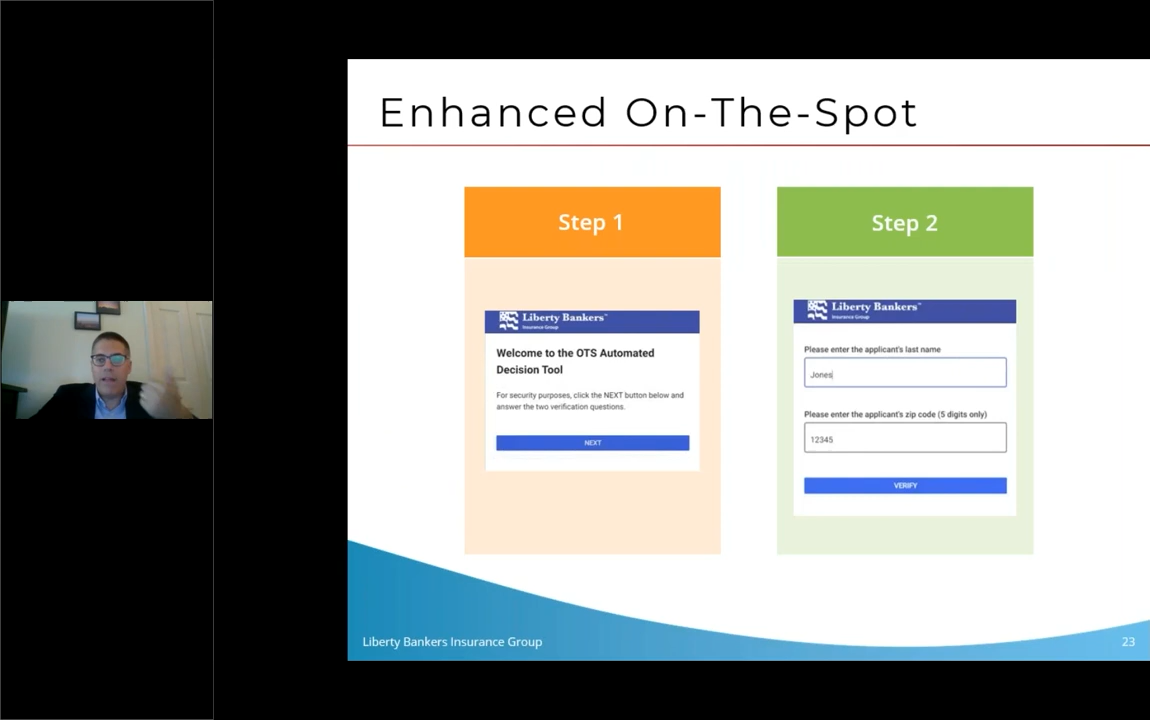 Enhanced On-The-Spot
Step 1
Liberty Bankers™
Insurance Group
Welcome to the OTS Automated
Decision Tool
For security purposes, click the NEXT button below and
answer the two verification questions.
NEXT
Step 2
Liberty Bankers™
Insurance Group
Please enter the applicant's last name
Jones
Please enter the applicant's zip code (5 digits only)
12345
VERIFY
Liberty Bankers Insurance Group
23